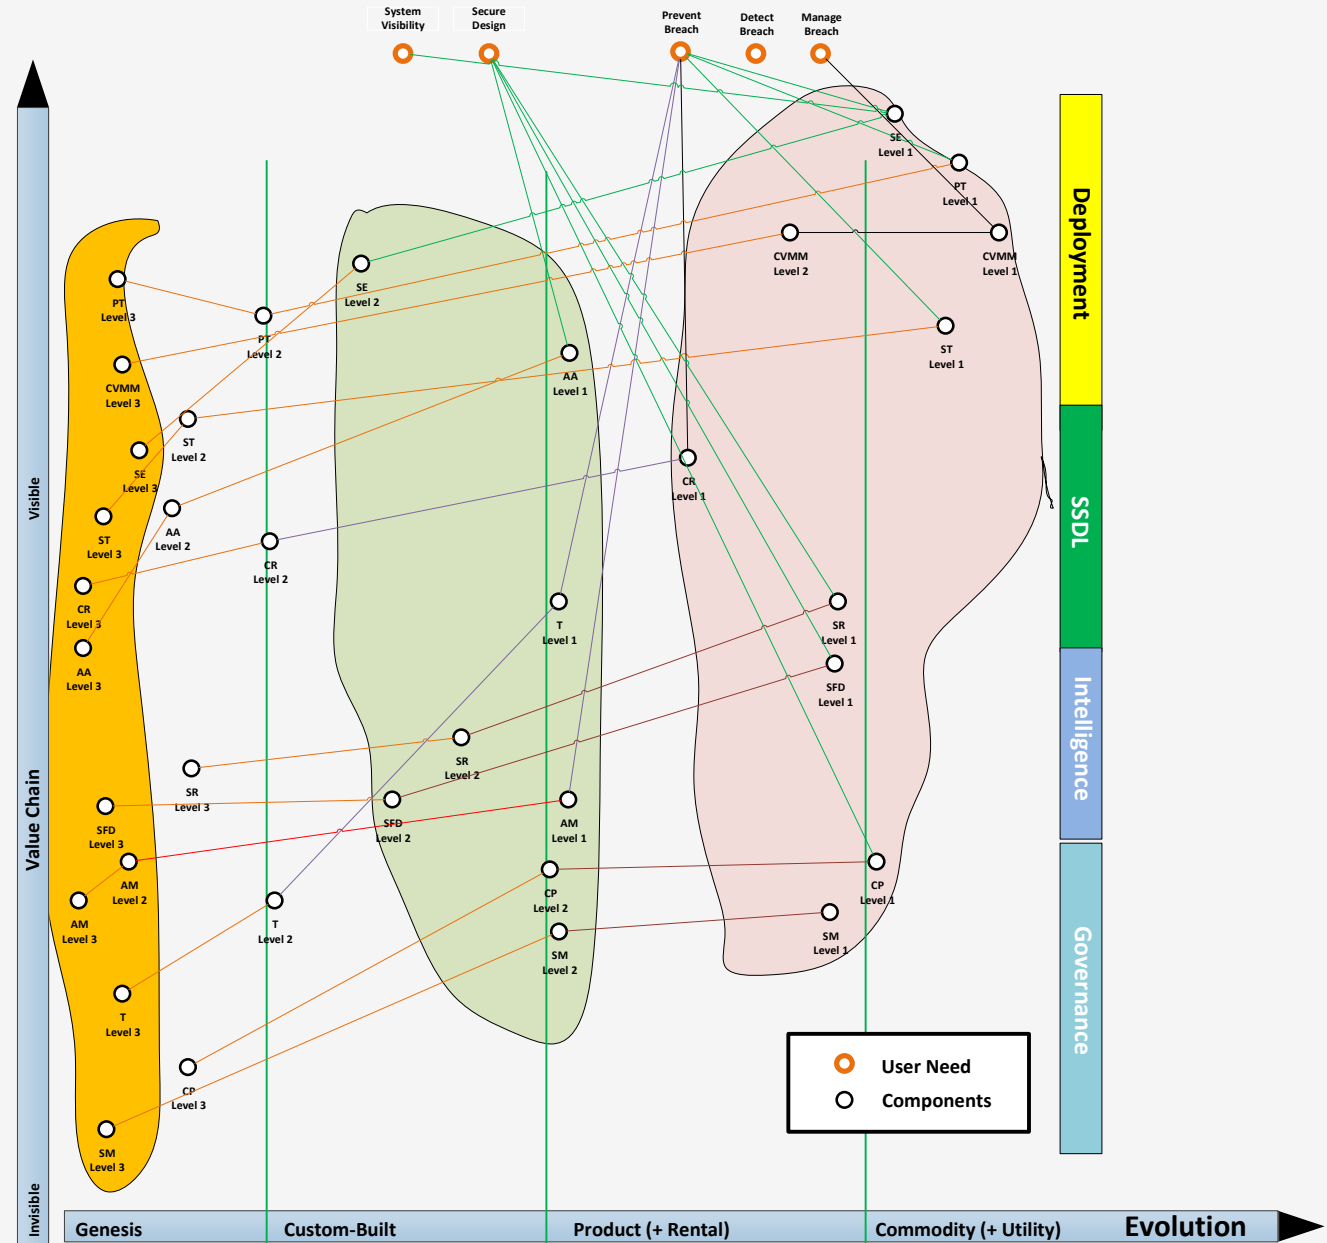 System
Visibility
Secure
Design
Prevent
Breach
Detect
Breach
Manage
Breach
SE
Level 1
PT
Level 1
CVMM
Level 2
CVMM
Level 1
SE
Level 2
PT
Level 3
PT
Level 2
ST
Level 1
CVMM
Level 3
AA
Level 1
ST
Level 2
SE
Level 3
CR
Level 1
ST
Level 3
AA
Level 2
CR
Level 2
CR
Level 3
T
Level 1
SR
Level 1
AA
Level 3
SFD
Level 1
SR
Level 2
SR
Level 3
SFD
Level 3
SFD
Level 2
AM
Level 1
AM
Level 2
CP
Level 2
CP
Level 1
AM
Level 3
T
Level 2
SM
Level 1
SM
Level 2
T
Level 3
CP
Level 3
SM
Level 3
Deployment
SSDL
Intelligence
Governance
User Need
Components
Visible
Value Chain
Invisible
Genesis
Custom-Built
Product (+ Rental)
Commodity (+ Utility)
Evolution